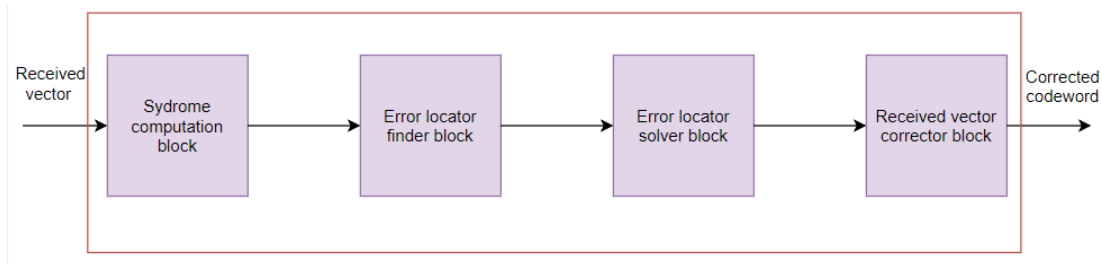 Received
vector
Sydrome
computation
block
Error locator
finder block
Error locator
solver block
Received vector
corrector block
Corrected
codeword